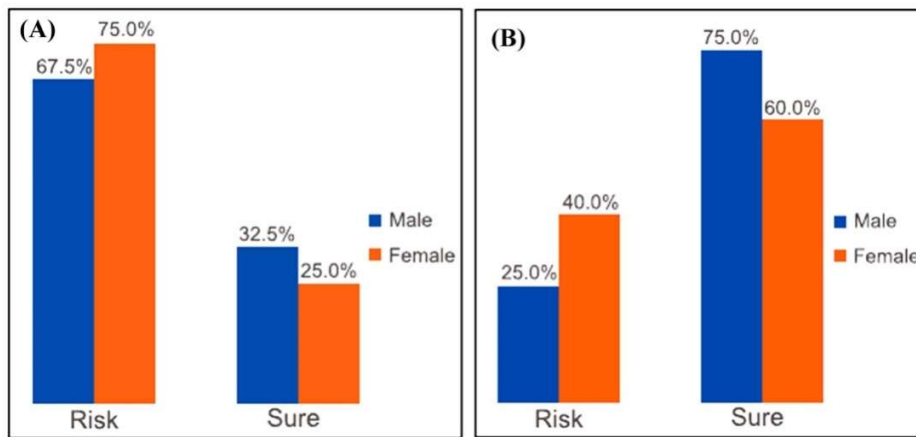 (A)
75.0%
67.5%
32.5%
25.0%
Male
Female
Risk
Sure
(B)
75.0%
60.0%
40.0%
25.0%
Male
Female
Risk
Sure